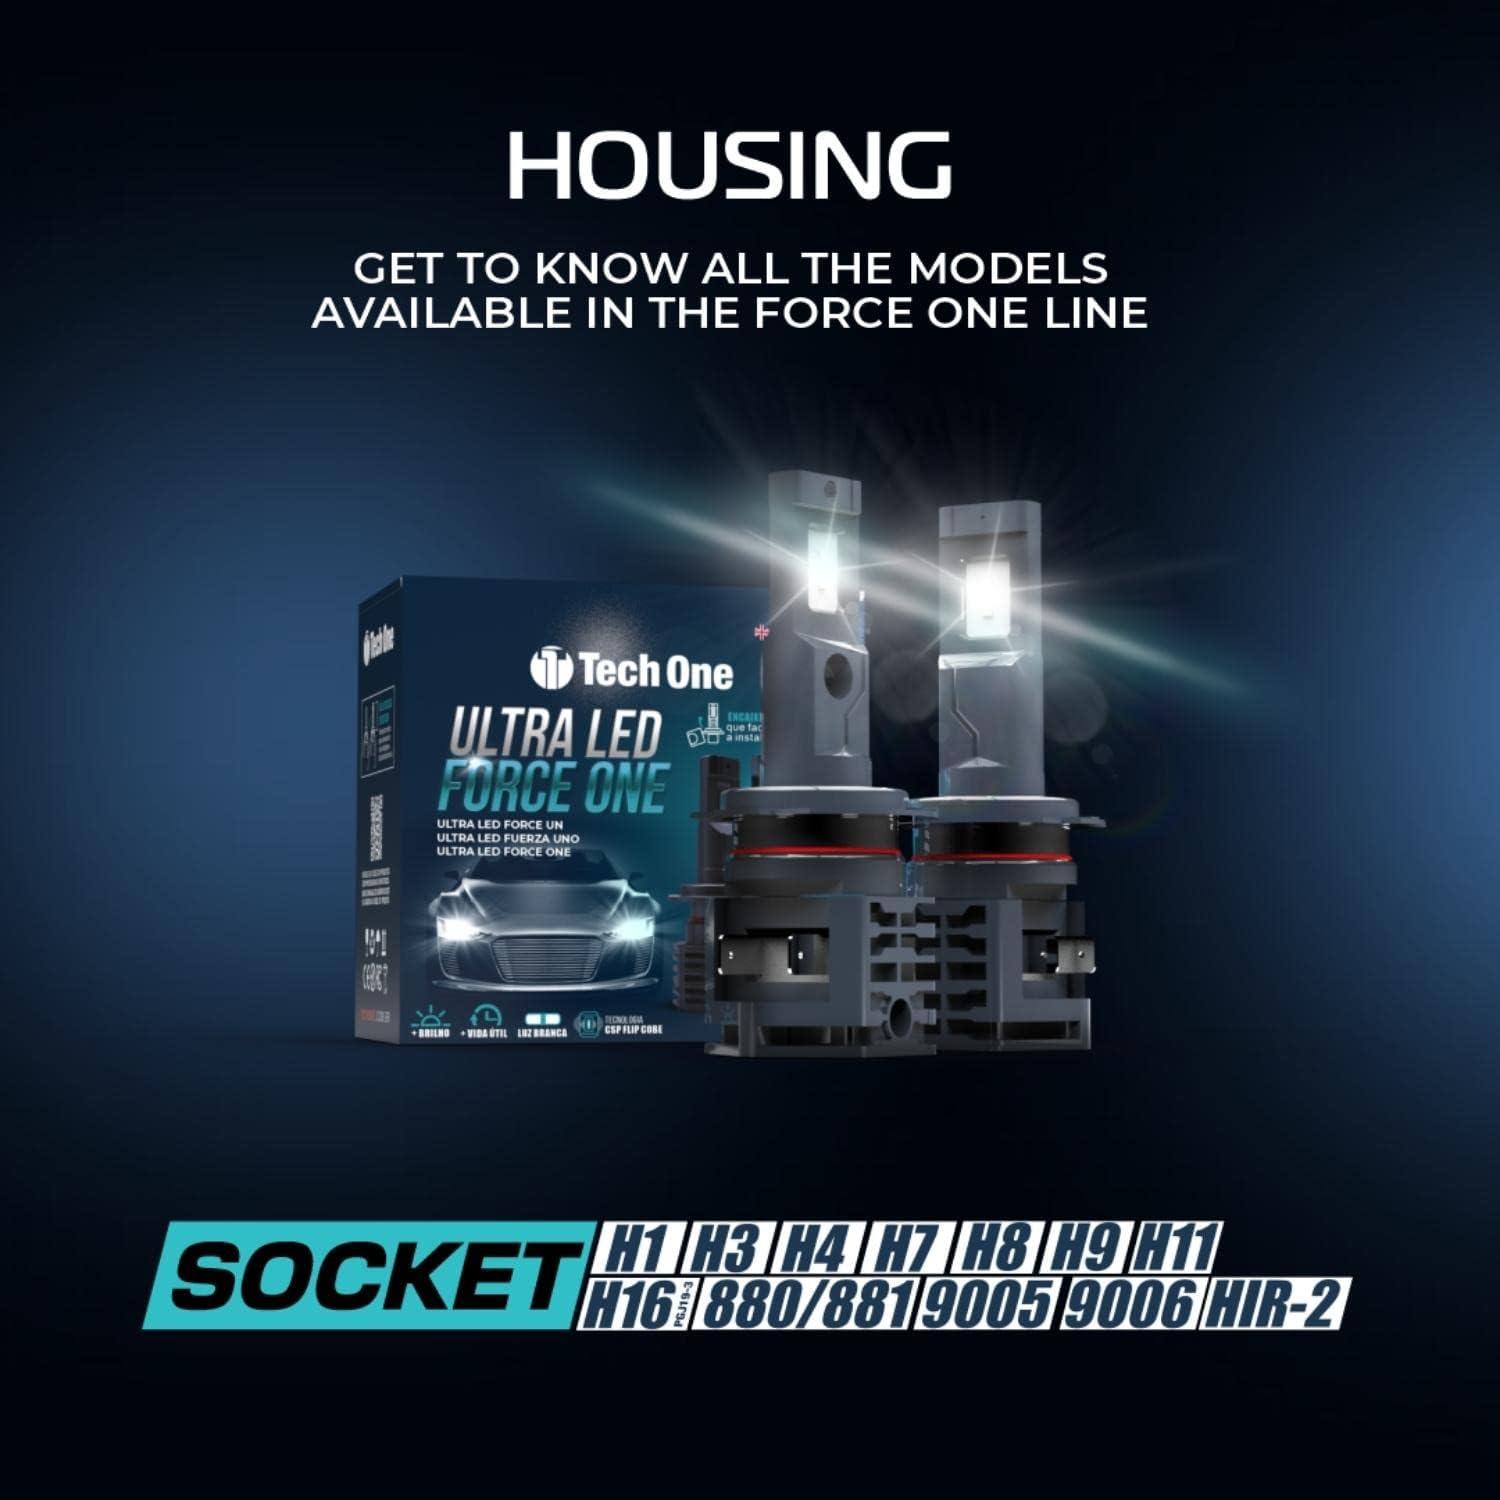 HOUSING
GET TO KNOW ALL THE MODELS
AVAILABLE IN THE FORCE ONE LINE
Tech One
Tech One
ULTRA LED
FORCE ONE
ULTRA LED FORCE UN
ULTRA LED FUERZA UNO
ULTRA LED FORCE ONE
que fac
a instal
+ BRILHO
+ VIDA ÚTIL
LUZ BRANCA
TECNOLOGIA
CSP FLIP COBE
SOCKET
H1 H3 H4 H7 H8 H9 H11
H16 PGJ19-3 880/881 9005 9006 HIR-2